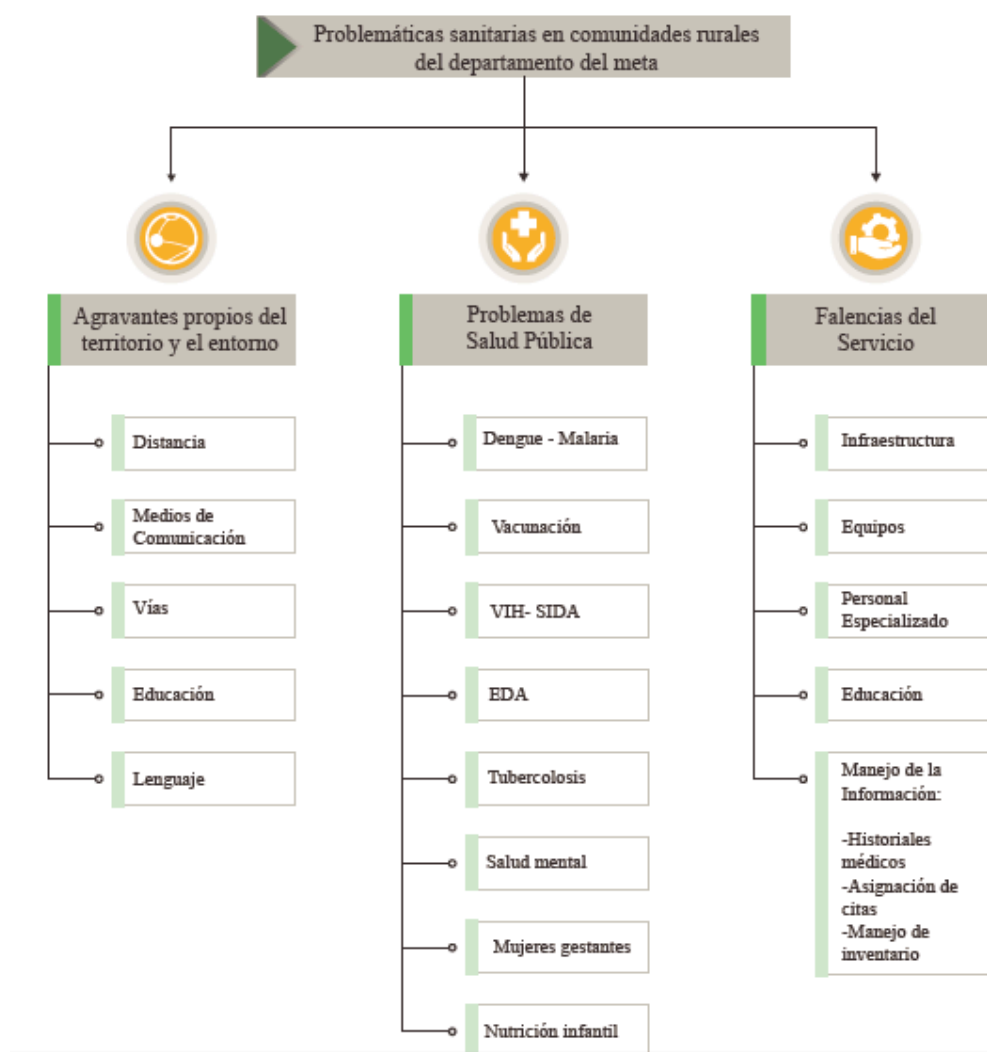 Problemáticas sanitarias en comunidades rurales
del departamento del meta
Agravantes propios del
territorio y el entorno
Distancia
Medios de
Comunicación
Vías
Educación
Lenguaje
Problemas de
Salud Pública
Dengue - Malaria
Vacunación
VIH- SIDA
EDA
Tubercolosis
Salud mental
Mujeres gestantes
Nutrición infantil
Falencias del
Servicio
Infraestructura
Equipos
Personal
Especializado
Educación
Manejo de la
Información:
-Historiales
médicos
-Asignación de
citas
-Manejo de
inventario